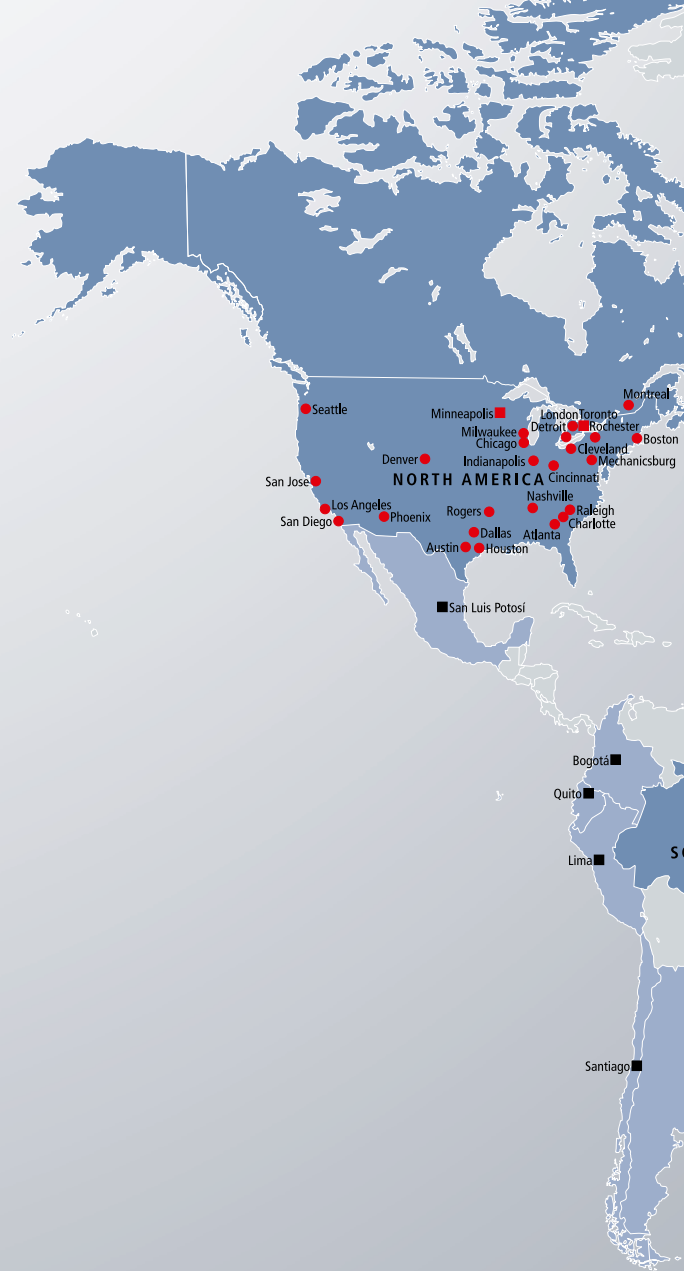 Montreal
Seattle
Minneapolis
London
Toronto
Detroit
Rochester
Milwaukee
Boston
Chicago
Cleveland
Denver
Indianapolis
Mechanicsburg
San Jose
NORTH AMERICA
Cincinnati
Nashville
Los Angeles
Rogers
Raleigh
Phoenix
San Diego
Charlotte
Dallas
Atlanta
Austin
Houston
San Luis Potosí
Bogotá
Quito
S
Lima
Santiago